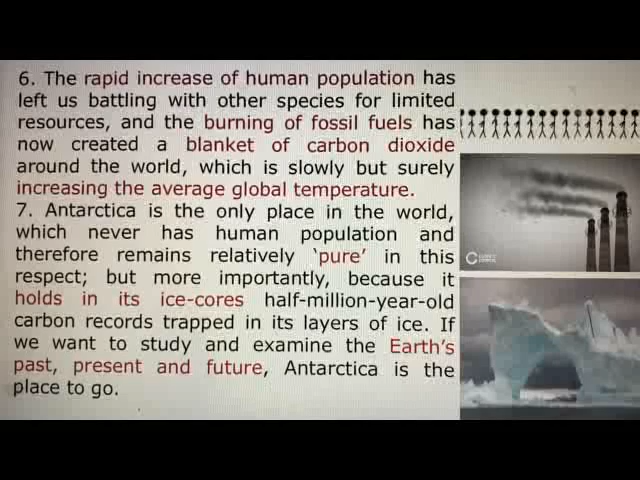 6. The rapid increase of human population has
left us battling with other species for limited
resources, and the burning of fossil fuels has
now created a blanket of carbon dioxide
around the world, which is slowly but surely
increasing the average global temperature.
7. Antarctica is the only place in the world,
which never has human population and
therefore remains relatively ‘pure’ in this
respect; but more importantly, because it
holds in its ice-cores half-million-year-old
carbon records trapped in its layers of ice. If
we want to study and examine the Earth’s
past, present and future, Antarctica is the
place to go.